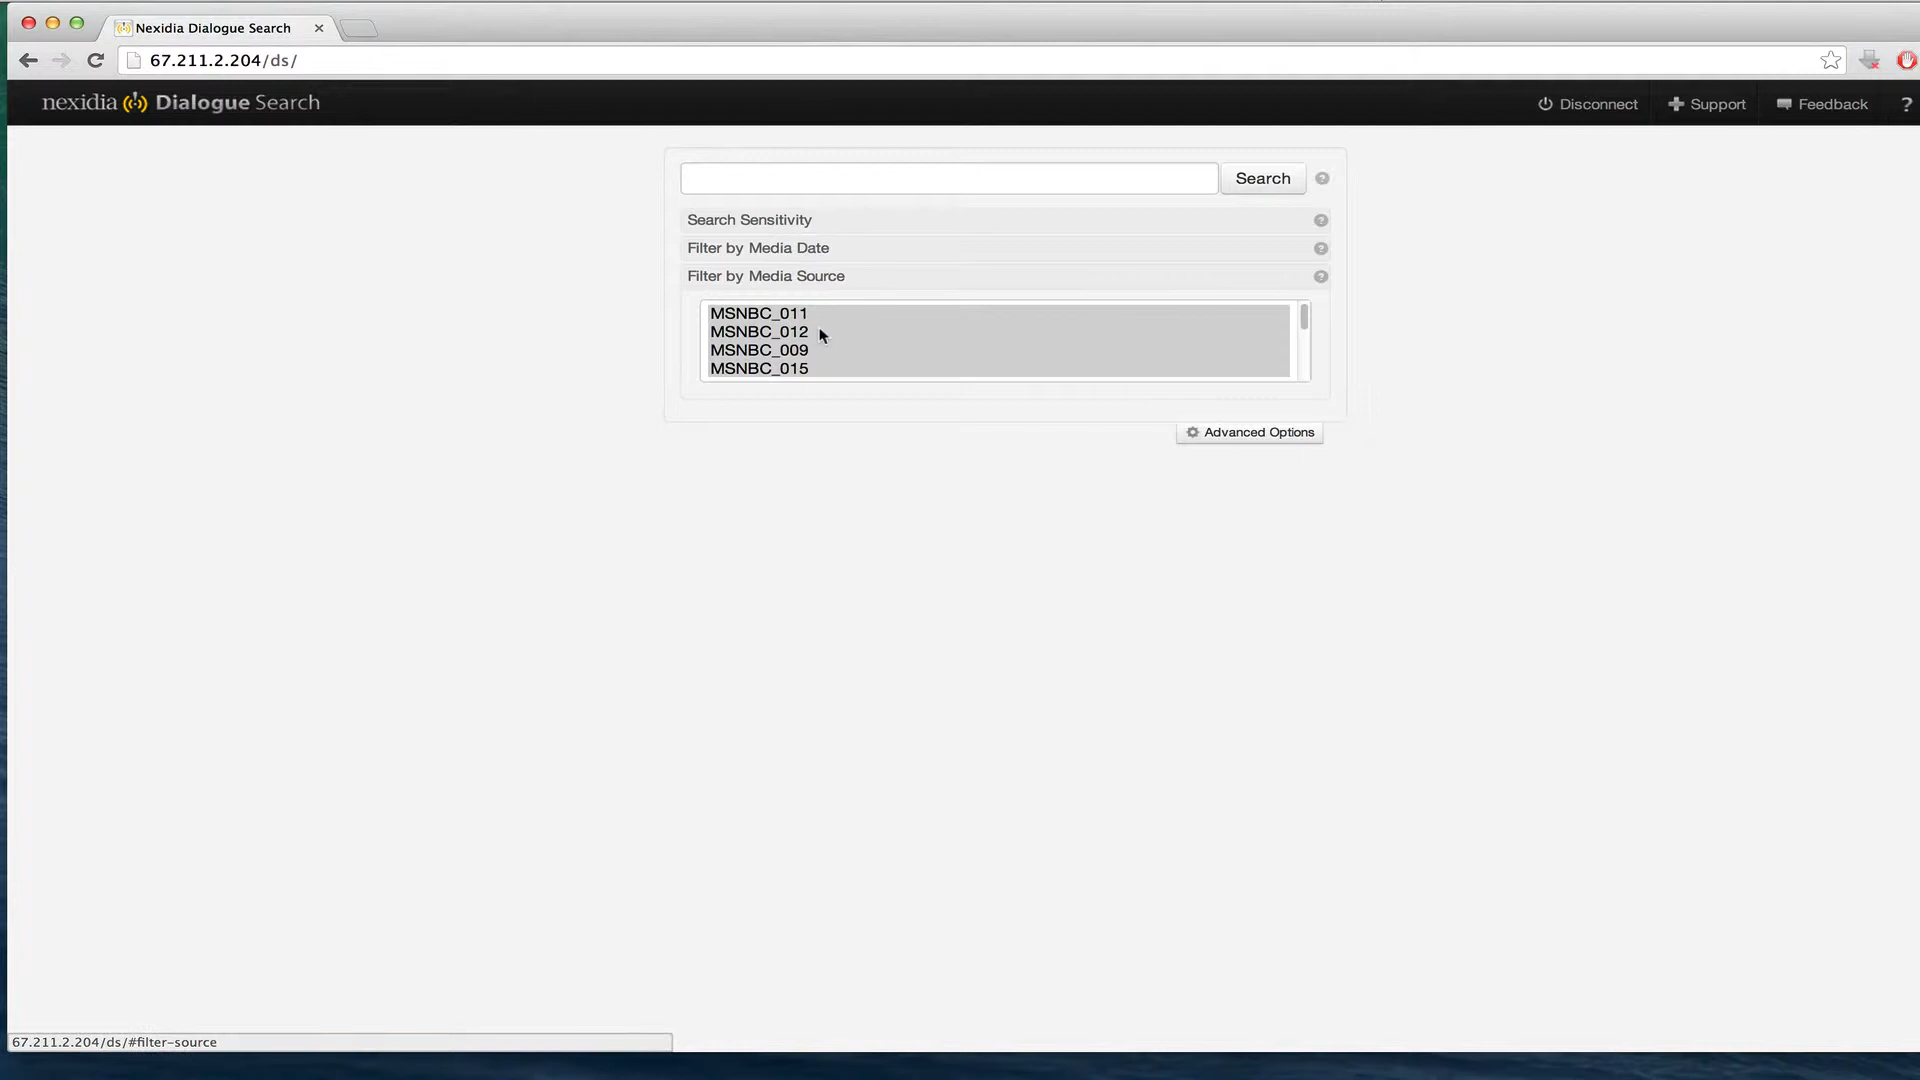 Nexidia Dialogue Search
67.211.2.204/ds/
nexidia Dialogue Search
Disconnect
Support
Feedback
?
Search
?
Search Sensitivity
?
Filter by Media Date
?
Filter by Media Source
?
MSNBC_011
MSNBC_012
MSNBC_009
MSNBC_015
Advanced Options
67.211.2.204/ds/#filter-source